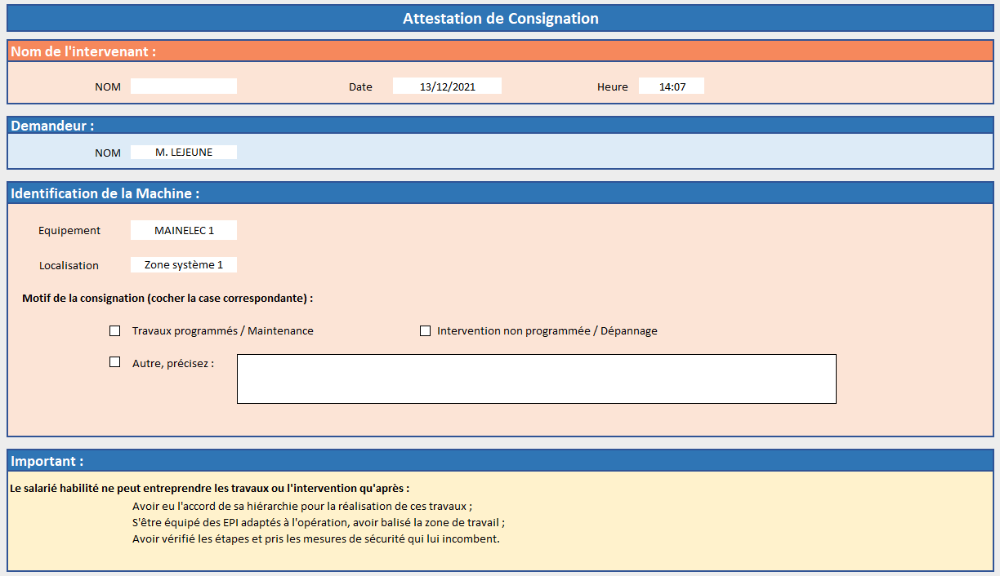 Attestation de Consignation
Nom de l'intervenant :
NOM Date 13/12/2021 Heure 14:07
Demandeur :
NOM M. LEJEUNE
Identification de la Machine :
Equipement MAINELEC 1
Localisation Zone système 1
Motif de la consignation (cocher la case correspondante) :
Travaux programmés / Maintenance Intervention non programmée / Dépannage
Autre, précisez :
Important :
Le salarié habilité ne peut entreprendre les travaux ou l'intervention qu'après :
Avoir eu l'accord de sa hiérarchie pour la réalisation de ces travaux ;
S'être équipé des EPI adaptés à l'opération, avoir balisé la zone de travail ;
Avoir vérifié les étapes et pris les mesures de sécurité qui lui incombent.